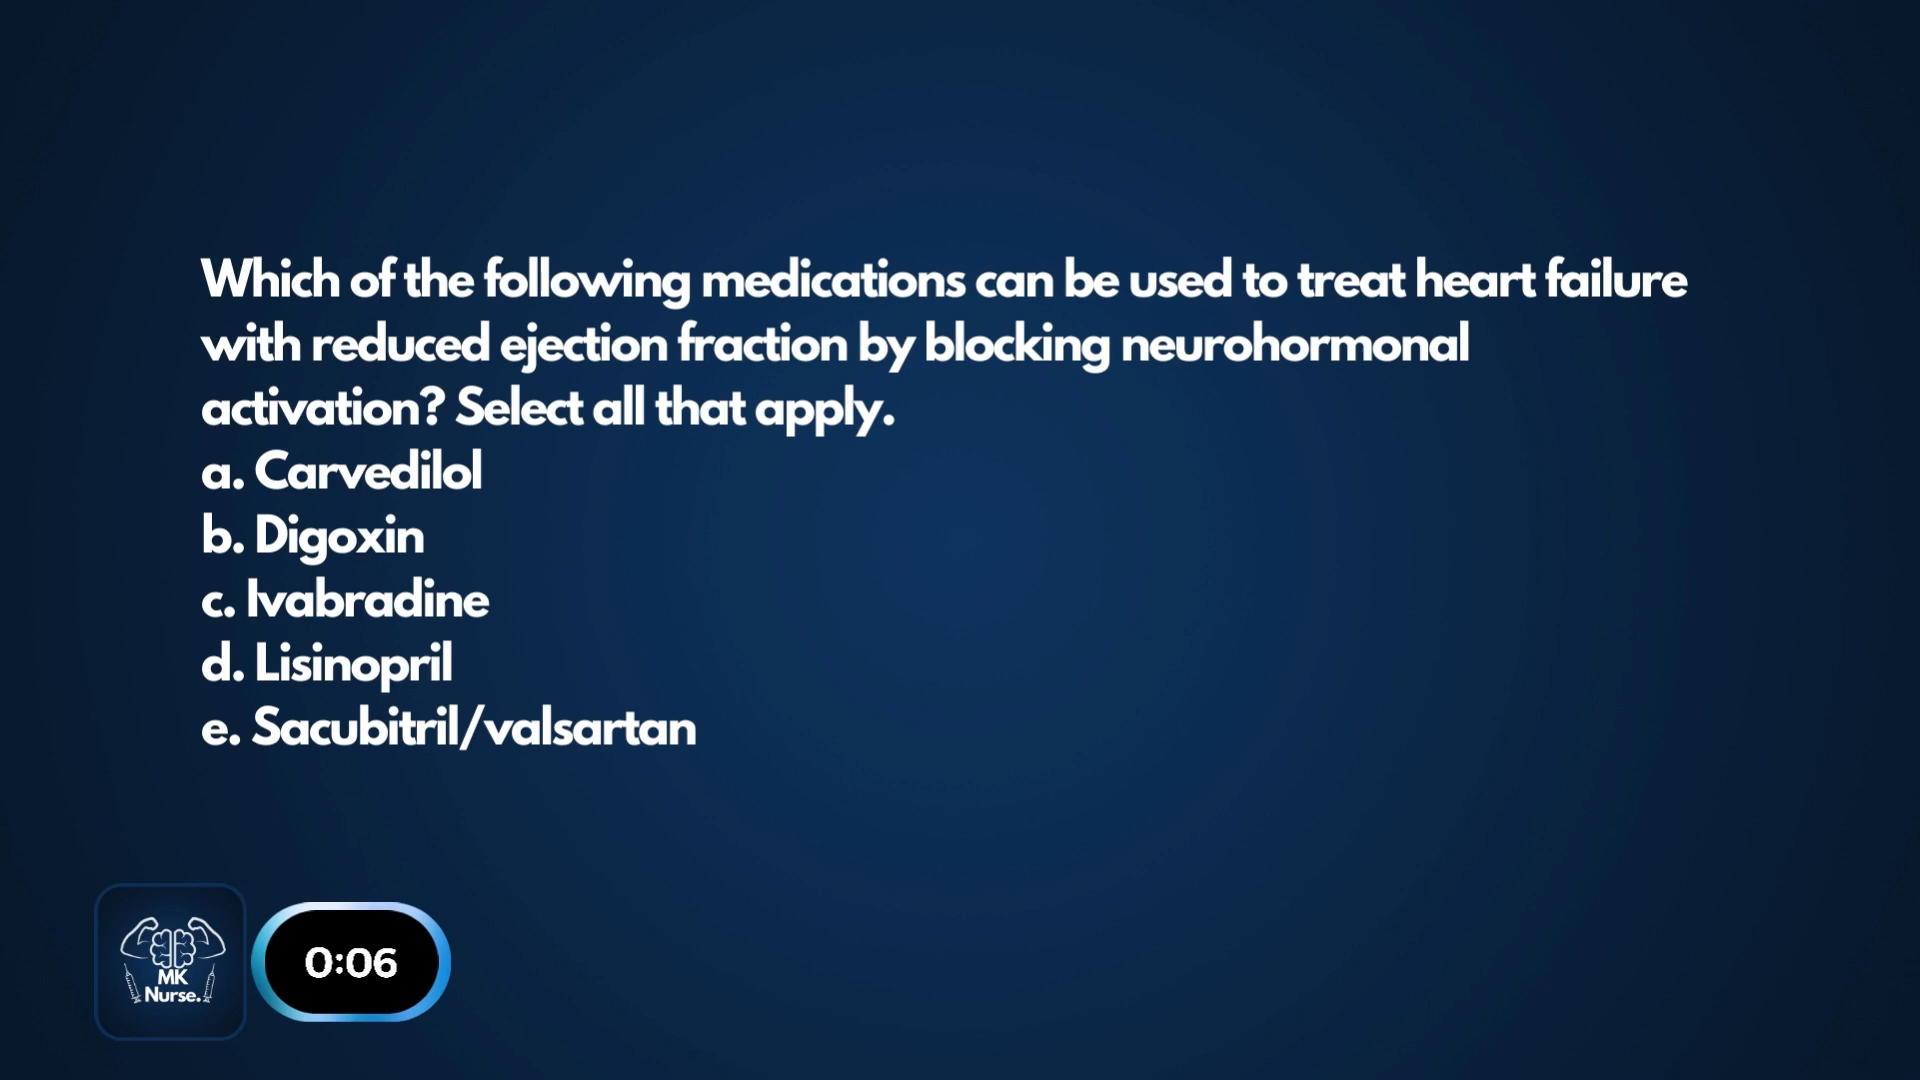 Which of the following medications can be used to treat heart failure
with reduced ejection fraction by blocking neurohormonal
activation? Select all that apply.
a. Carvedilol
b. Digoxin
c. Ivabradine
d. Lisinopril
e. Sacubitril/valsartan
MK
Nurse.
0:06